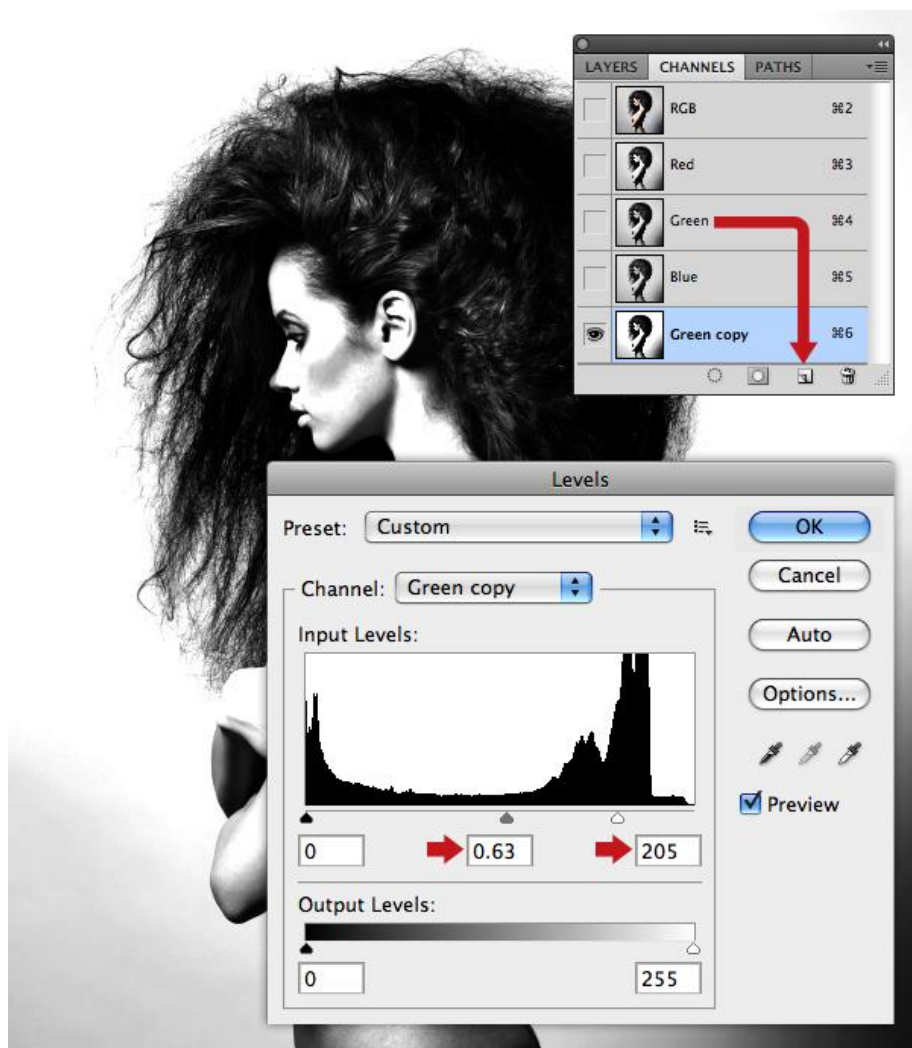 LAYERS CHANNELS PATHS
RGB ⌘2
Red ⌘3
Green ⌘4
Blue ⌘5
Green copy ⌘6
Levels
Preset: Custom OK
Channel: Green copy Cancel
Input Levels: Auto
Options...
Preview
0 0.63 205
Output Levels:
0 255